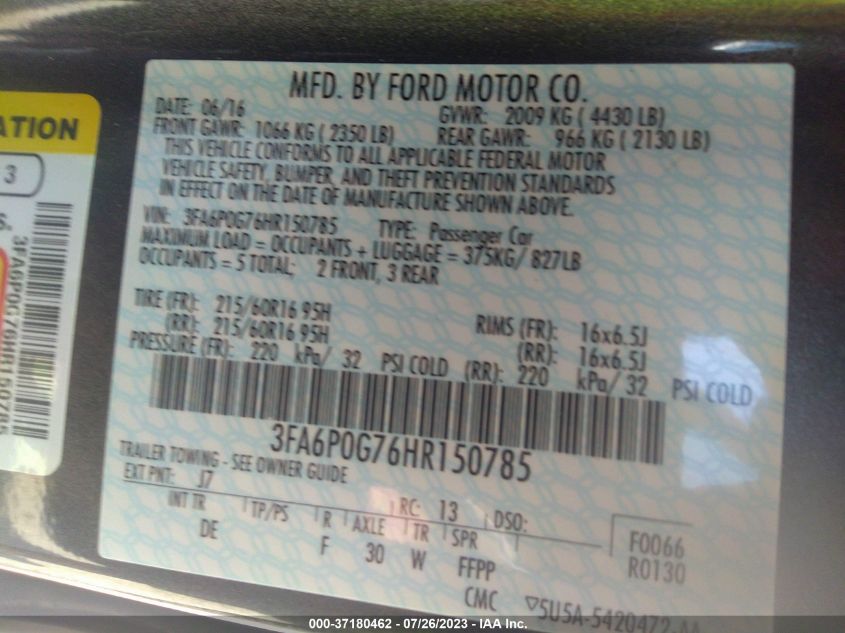 MFD. BY FORD MOTOR CO.
DATE: 06/16 GVWR: 2009 KG ( 4430 LB)
FRONT GAWR: 1066 KG ( 2350 LB) REAR GAWR: 966 KG ( 2130 LB)
THIS VEHICLE CONFORMS TO ALL APPLICABLE FEDERAL MOTOR
VEHICLE SAFETY, BUMPER, AND THEFT PREVENTION STANDARDS
IN EFFECT ON THE DATE OF MANUFACTURE SHOWN ABOVE.
VIN: 3FA6P0G76HR150785 TYPE: Passenger Car
MAXIMUM LOAD = OCCUPANTS + LUGGAGE = 375KG/ 827LB
OCCUPANTS = 5 TOTAL; 2 FRONT, 3 REAR
TIRE (FR): 215/60R16 95H RIMS (FR): 16x6.5J
(RR): 215/60R16 95H (RR): 16x6.5J
PRESSURE (FR): 220 kPa/ 32 PSI COLD (RR): 220 kPa/ 32 PSI COLD
3FA6P0G76HR150785
TRAILER TOWING - SEE OWNER GUIDE
EXT PNT: J7 RC: 13 DSO:
INT TR TP/PS R AXLE TR SPR F0066
DE F 30 W FFPP R0130
CMC ▽5U5A-5420472-AA
ATION
3
S.
3FA6P0G76HR150785
000-37180462 - 07/26/2023 - IAA Inc.